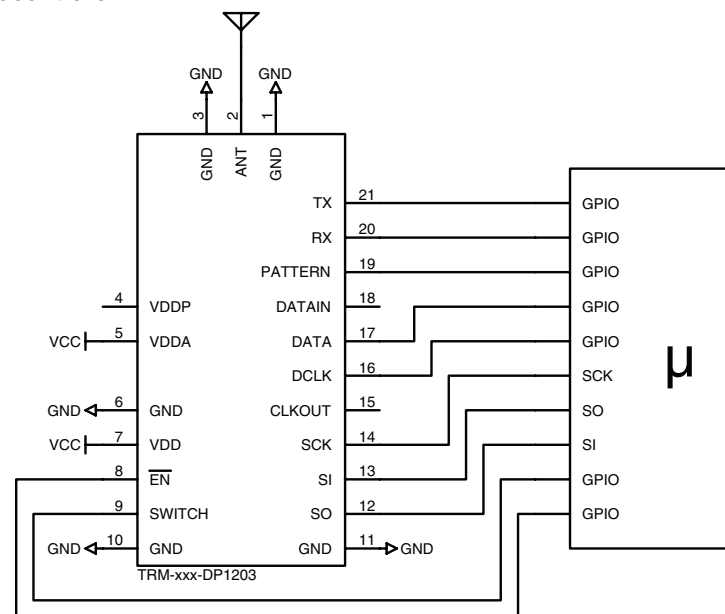 GND
GND
3
2
1
GND
ANT
GND
TX
21
GPIO
RX
20
GPIO
PATTERN
19
GPIO
4
VDDP
DATAIN
18
GPIO
VCC
5
VDDA
DATA
17
GPIO
DCLK
16
SCK
µ
GND
6
GND
CLKOUT
15
SO
VCC
7
VDD
SCK
14
SI
8
EN
SI
13
GPIO
9
SWITCH
SO
12
GPIO
GND
10
GND
GND
11
GND
TRM-xxx-DP1203